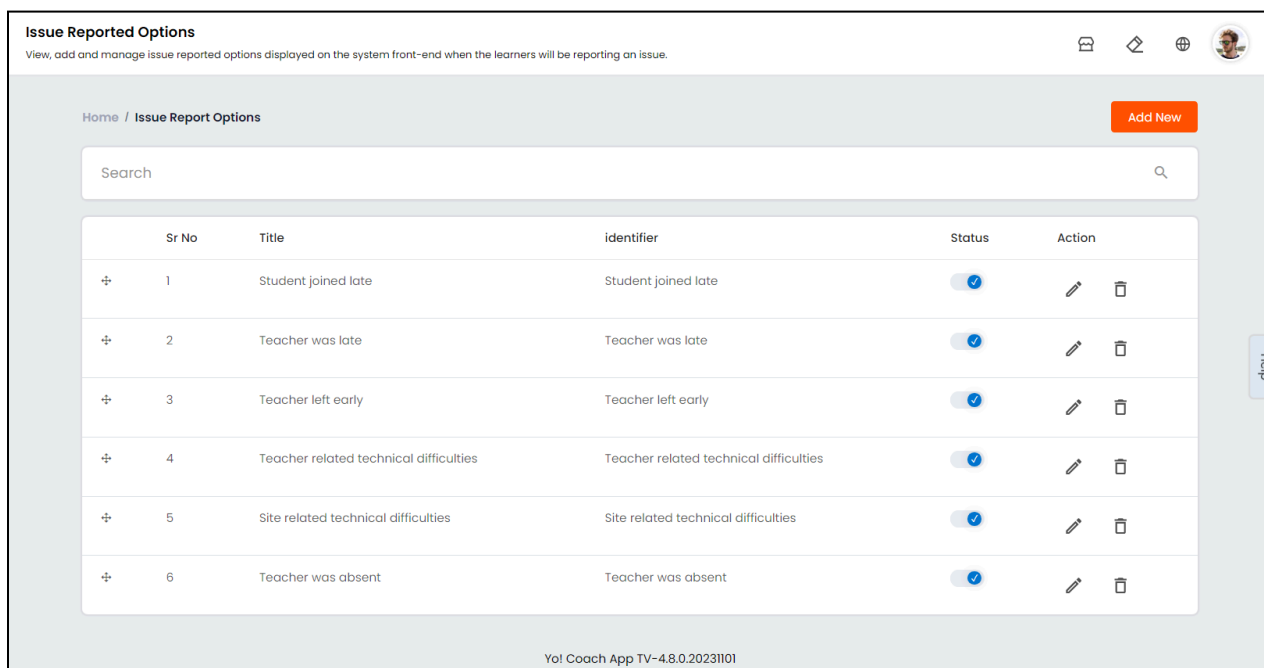 Issue Reported Options
View, add and manage issue reported options displayed on the system front-end when the learners will be reporting an issue.
Home / Issue Report Options
Add New
Search
Sr No Title identifier Status Action
1 Student joined late Student joined late
2 Teacher was late Teacher was late
3 Teacher left early Teacher left early
4 Teacher related technical difficulties Teacher related technical difficulties
5 Site related technical difficulties Site related technical difficulties
6 Teacher was absent Teacher was absent
Help
Yo! Coach App TV-4.8.0.20231101